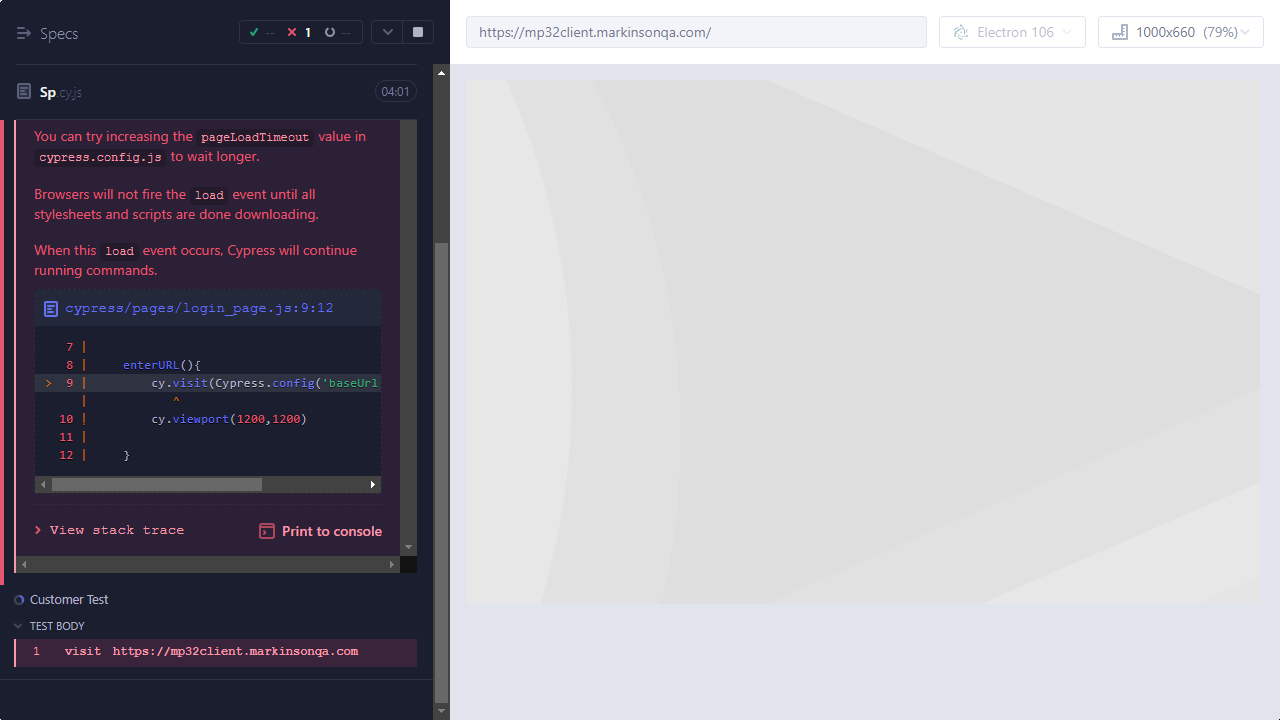 Specs
-- 1 --
https://mp32client.markinsonqa.com/
Electron 106
1000x660 (79%)
Sp.cy.js
04:01
You can try increasing the pageLoadTimeout value in
cypress.config.js to wait longer.
Browsers will not fire the load event until all
stylesheets and scripts are done downloading.
When this load event occurs, Cypress will continue
running commands.
cypress/pages/login_page.js:9:12
7 |
8 | enterURL(){
> 9 | cy.visit(Cypress.config('baseUrl
| ^
10 | cy.viewport(1200,1200)
11 |
12 | }
> View stack trace
Print to console
Customer Test
TEST BODY
1 visit https://mp32client.markinsonqa.com